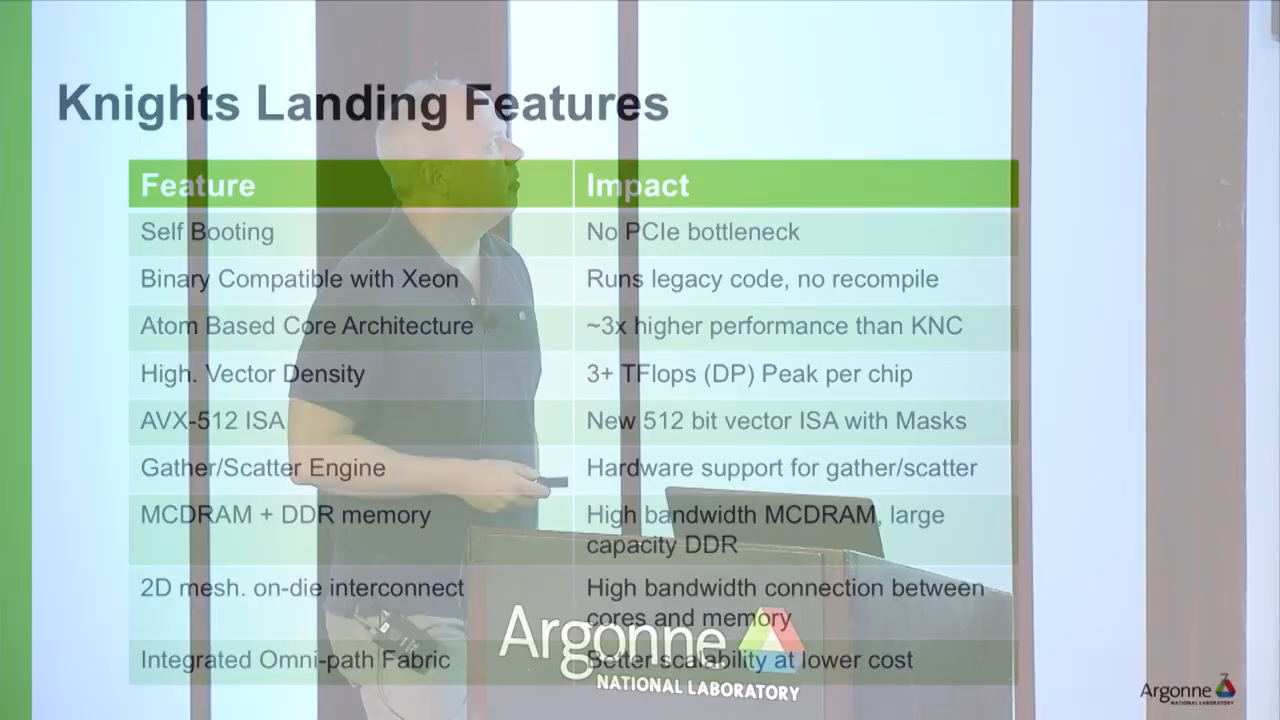 Knights Landing Features
Feature Impact
Self Booting No PCIe bottleneck
Binary Compatible with Xeon Runs legacy code, no recompile
Atom Based Core Architecture ~3x higher performance than KNC
High. Vector Density 3+ TFlops (DP) Peak per chip
AVX-512 ISA New 512 bit vector ISA with Masks
Gather/Scatter Engine Hardware support for gather/scatter
MCDRAM + DDR memory High bandwidth MCDRAM, large
capacity DDR
2D mesh. on-die interconnect High bandwidth connection between
cores and memory
Integrated Omni-path Fabric Better scalability at lower cost
Argonne
NATIONAL LABORATORY
Argonne
NATIONAL LABORATORY